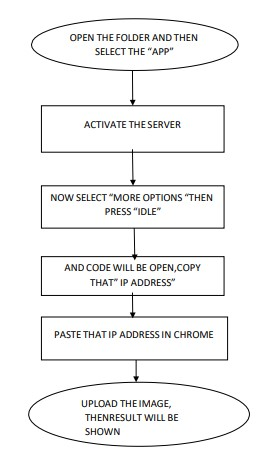 OPEN THE FOLDER AND THEN
SELECT THE “APP”
ACTIVATE THE SERVER
NOW SELECT “MORE OPTIONS “THEN
PRESS “IDLE”
AND CODE WILL BE OPEN,COPY
THAT” IP ADDRESS”
PASTE THAT IP ADDRESS IN CHROME
UPLOAD THE IMAGE,
THENRESULT WILL BE
SHOWN